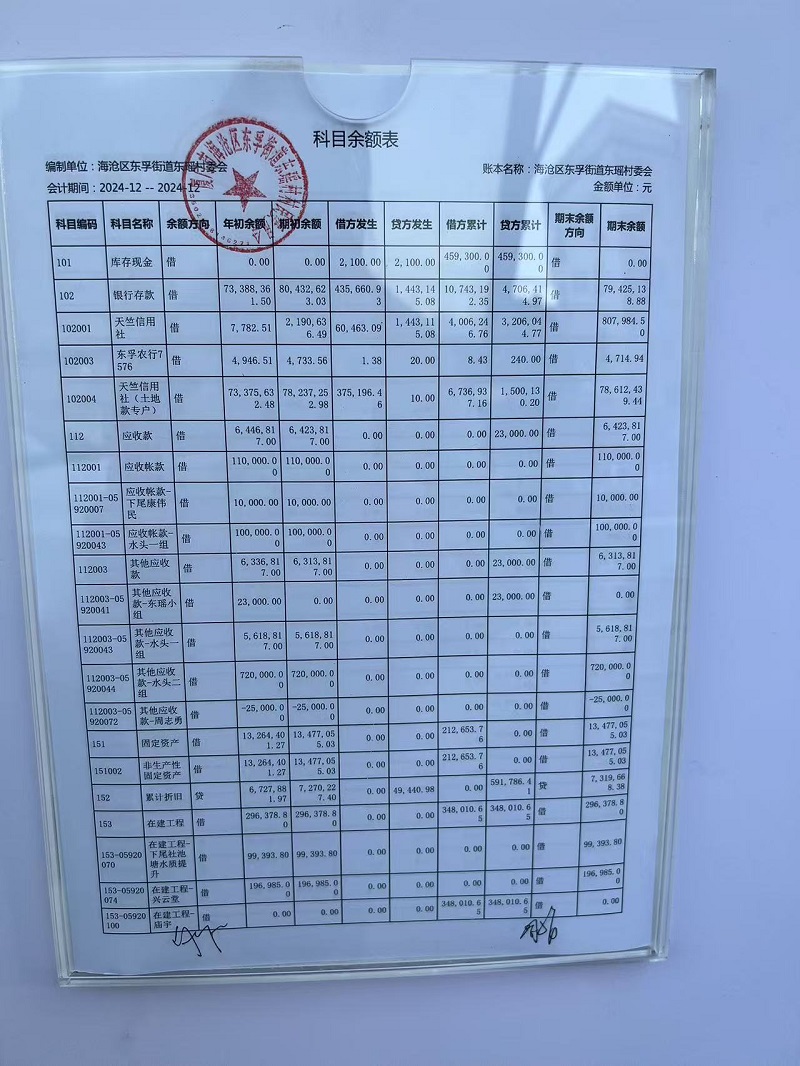 科目余额表
编制单位：海沧区东孚街道东瑶村委会 账本名称：海沧区东孚街道东瑶村委会
会计期间：2024-12 -- 2024-12 金额单位：元
科目编码 科目名称 余额方向 年初余额 期初余额 借方发生 贷方发生 借方累计 贷方累计 期末余额方向 期末余额
101 库存现金 借 0.00 0.00 2,100.00 2,100.00 459,300.00 459,300.00 借 0.00
102 银行存款 借 73,388,361.50 80,432,623.03 435,660.93 1,443,145.08 10,743,192.35 4,706,414.97 借 79,425,138.88
102001 天竺信用社 借 7,782.51 2,190,636.49 60,463.09 1,443,115.08 4,006,246.76 3,206,044.77 借 807,984.50
102003 东孚农行7576 借 4,946.51 4,733.56 1.38 20.00 8.43 240.00 借 4,714.94
102004 天竺信用社（土地款专户） 借 73,375,632.48 78,237,252.98 375,196.46 10.00 6,736,937.16 1,500,130.20 借 78,612,439.44
112 应收款 借 6,446,817.00 6,423,817.00 0.00 0.00 0.00 23,000.00 借 6,423,817.00
112001 应收帐款 借 110,000.00 110,000.00 0.00 0.00 0.00 0.00 借 110,000.00
112001-05920007 应收帐款-下尾康伟民 借 10,000.00 10,000.00 0.00 0.00 0.00 0.00 借 10,000.00
112001-05920043 应收帐款-水头一组 借 100,000.00 100,000.00 0.00 0.00 0.00 0.00 借 100,000.00
112003 其他应收款 借 6,336,817.00 6,313,817.00 0.00 0.00 0.00 23,000.00 借 6,313,817.00
112003-05920041 其他应收款-东瑶小组 借 23,000.00 0.00 0.00 0.00 0.00 23,000.00 借 0.00
112003-05920043 其他应收款-水头一组 借 5,618,817.00 5,618,817.00 0.00 0.00 0.00 0.00 借 5,618,817.00
112003-05920044 其他应收款-水头二组 借 720,000.00 720,000.00 0.00 0.00 0.00 0.00 借 720,000.00
112003-05920072 其他应收款-周志勇 借 -25,000.00 -25,000.00 0.00 0.00 0.00 0.00 借 -25,000.00
151 固定资产 借 13,264,401.27 13,477,055.03 0.00 0.00 212,653.76 0.00 借 13,477,055.03
151002 非生产性固定资产 借 13,264,401.27 13,477,055.03 0.00 0.00 212,653.76 0.00 借 13,477,055.03
152 累计折旧 贷 6,727,881.97 7,270,227.40 0.00 49,440.98 0.00 591,786.41 贷 7,319,668.38
153 在建工程 借 296,378.80 296,378.80 0.00 0.00 348,010.65 348,010.65 借 296,378.80
153-05920070 在建工程-下尾社池塘水质提升 借 99,393.80 99,393.80 0.00 0.00 0.00 0.00 借 99,393.80
153-05920074 在建工程-兴云堂 借 196,985.00 196,985.00 0.00 0.00 0.00 0.00 借 196,985.00
153-05920100 在建工程-庙宇 借 0.00 0.00 0.00 0.00 348,010.65 348,010.65 借 0.00